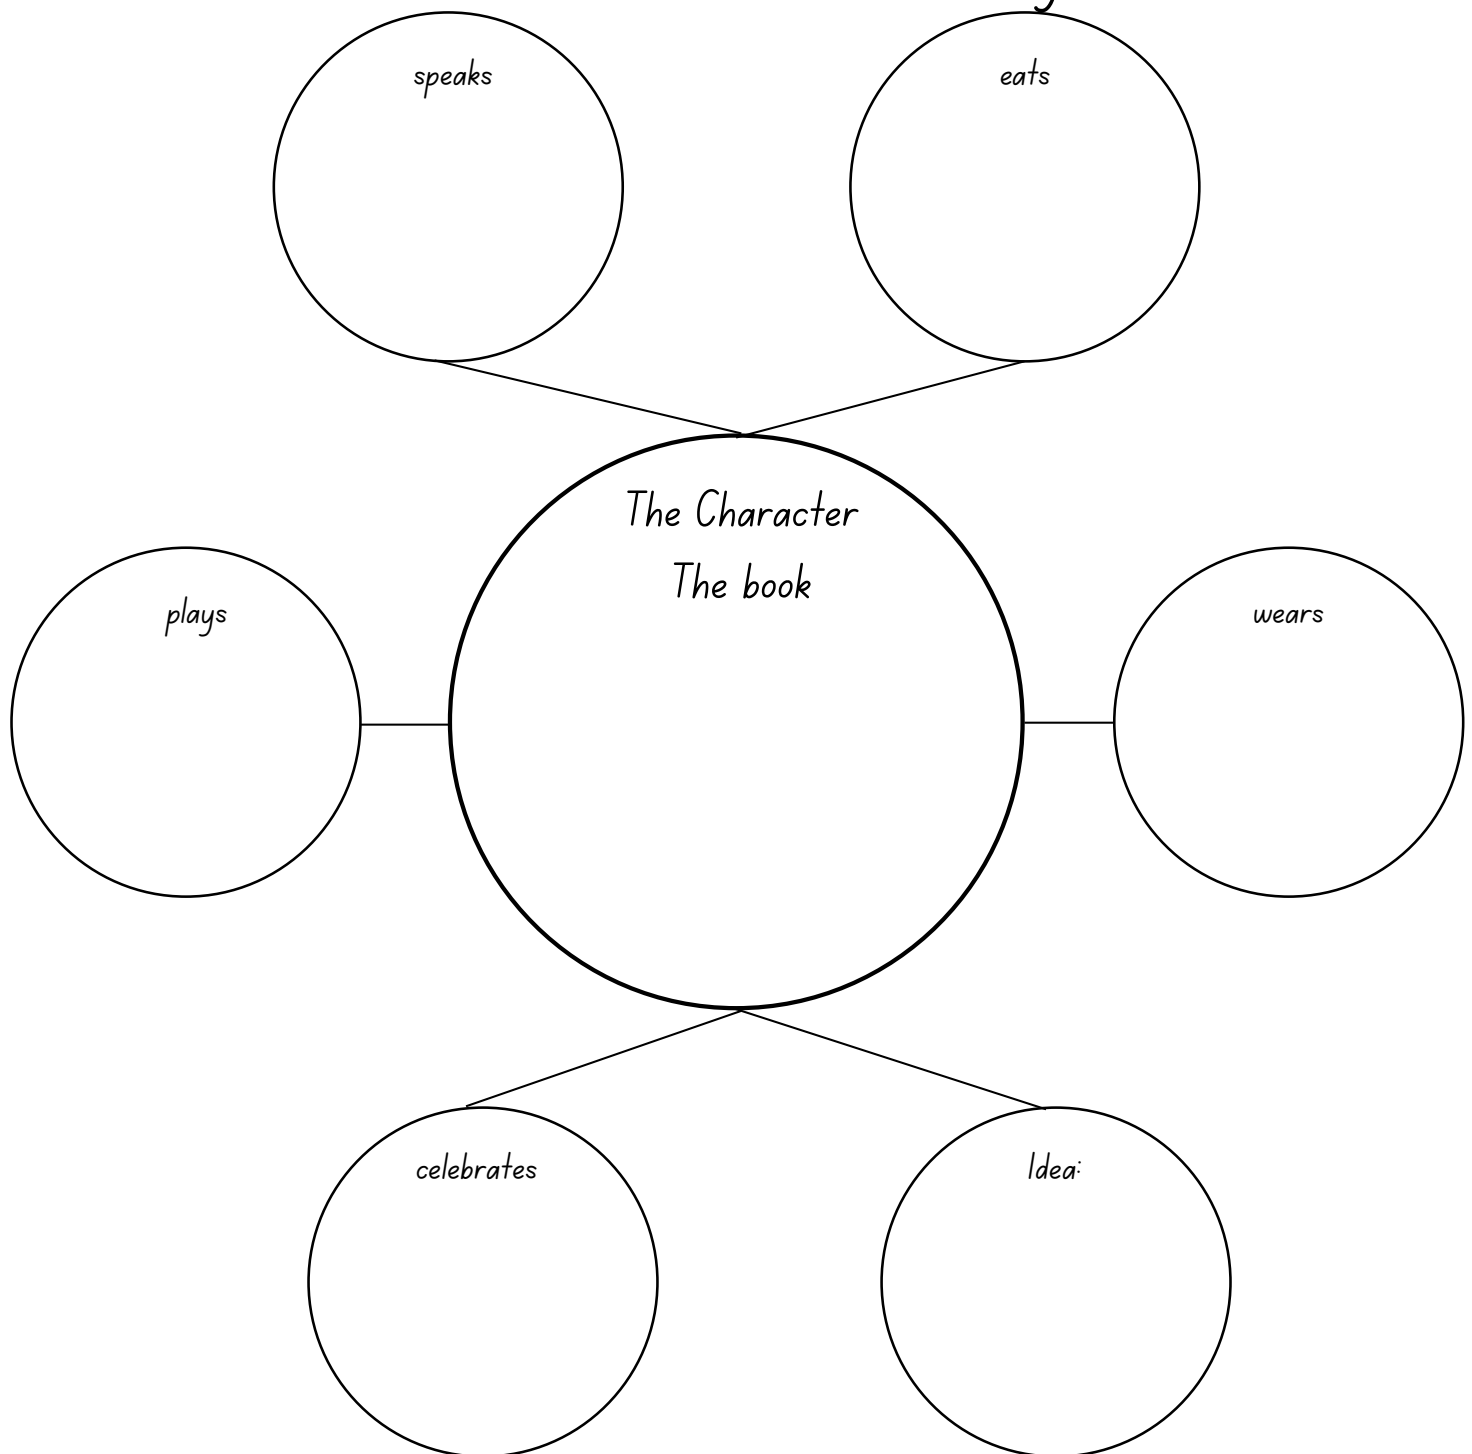 speaks
eats
The Character
The book
plays
wears
celebrates
Idea: